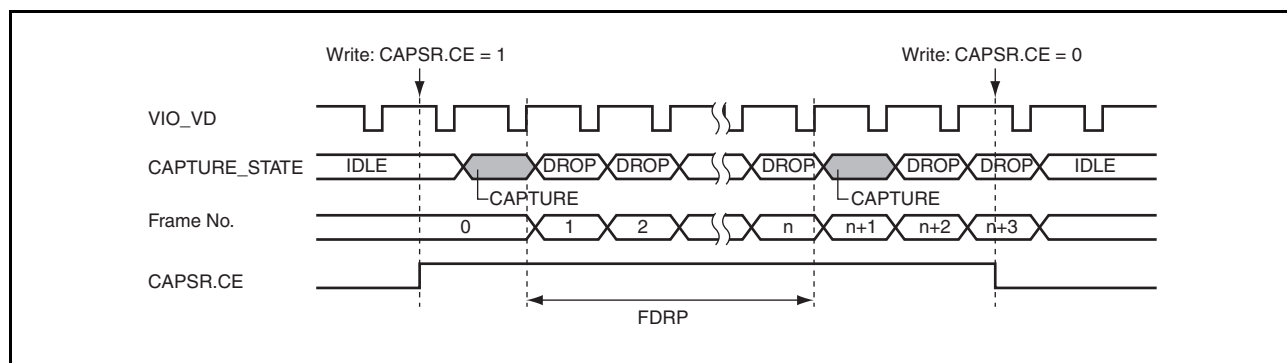 Write: CAPSR.CE = 1 Write: CAPSR.CE = 0
VIO_VD
CAPTURE_STATE IDLE DROP DROP DROP DROP DROP IDLE
CAPTURE CAPTURE
Frame No. 0 1 2 n n+1 n+2 n+3
CAPSR.CE
FDRP